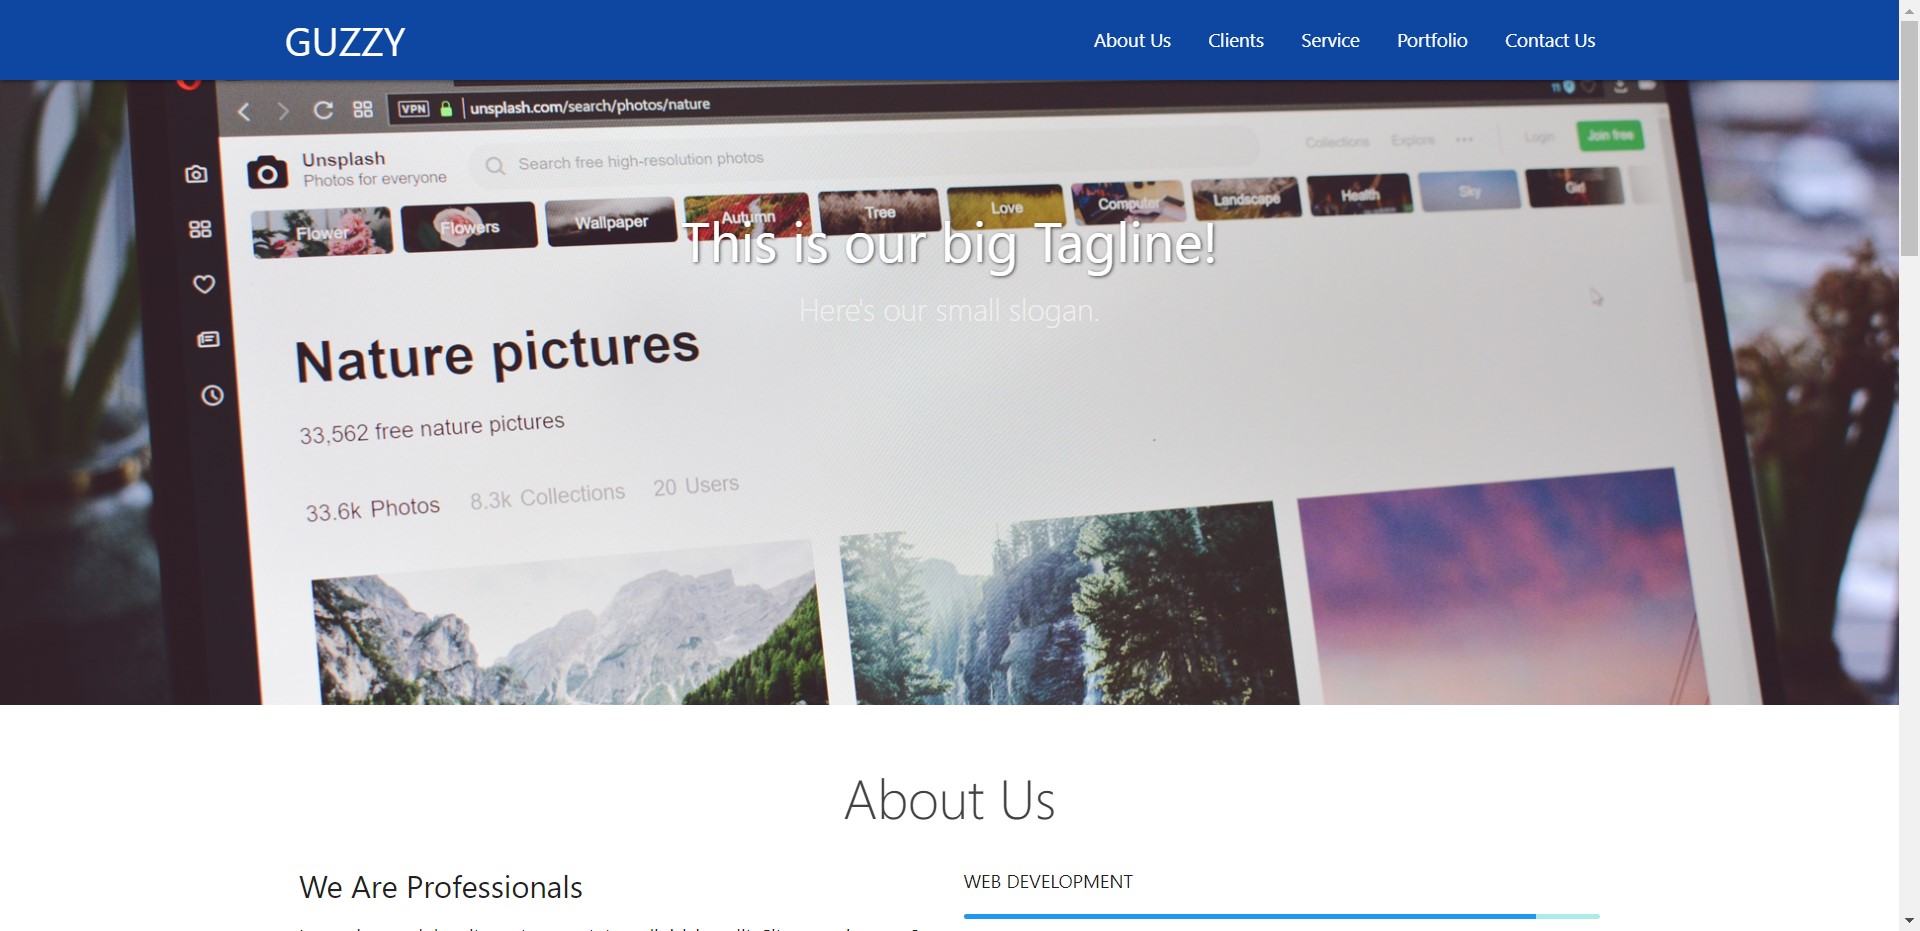 GUZZY
About Us Clients Service Portfolio Contact Us
VPN unsplash.com/search/photos/nature
Unsplash
Photos for everyone
Search free high-resolution photos
Collections Explore Login Join free
Flower Flowers Wallpaper Autumn Tree Love Computer Landscape Health Sky Girl
This is our big Tagline!
Here's our small slogan.
Nature pictures
33,562 free nature pictures
33.6k Photos 8.3k Collections 20 Users
About Us
We Are Professionals
WEB DEVELOPMENT